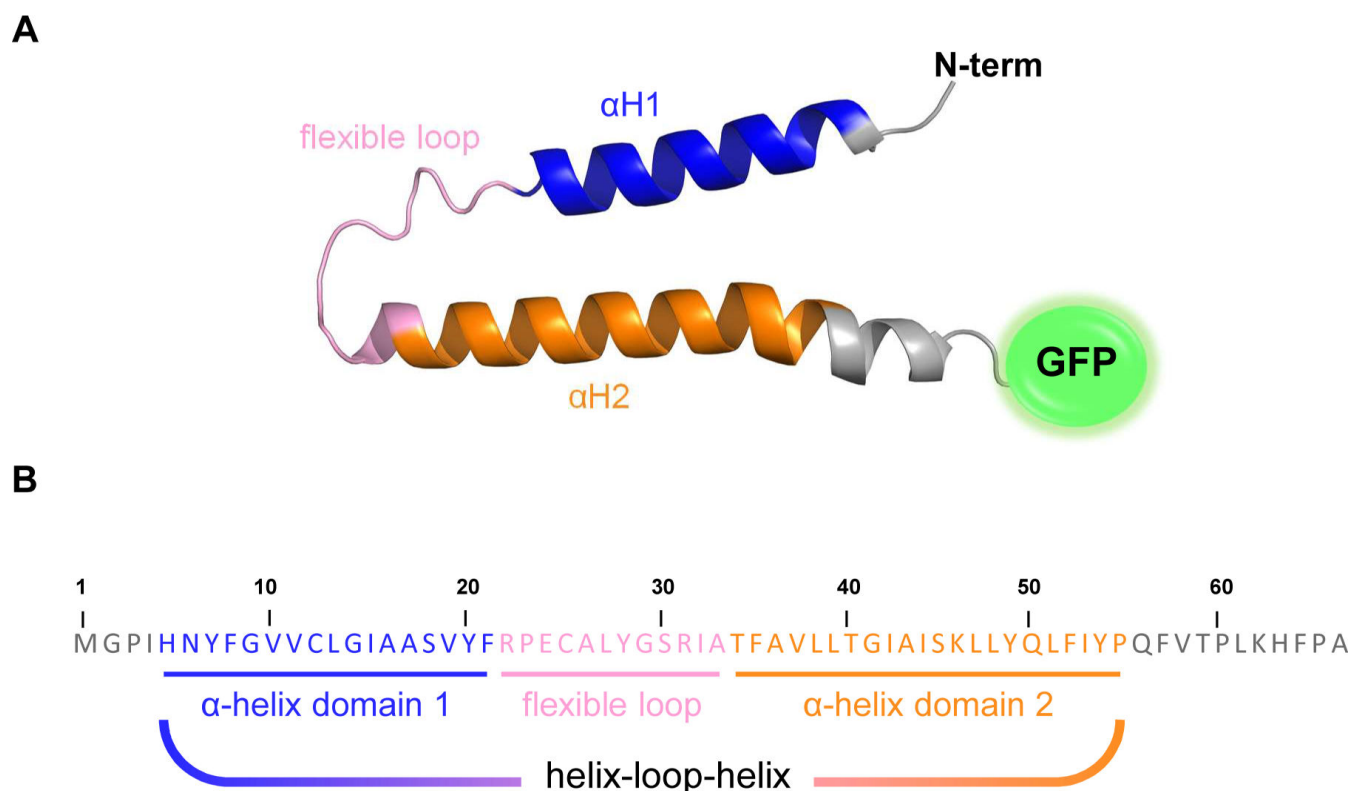 A
N-term
αH1
flexible loop
GFP
αH2
B
1 10 20 30 40 50 60
MGPIHNYFGVVCLGIAASVYFRPECALYGSRIATFAVLLTGIAISKLLYQLFIYPQFVTPLKHFPA
α-helix domain 1 flexible loop α-helix domain 2
helix-loop-helix